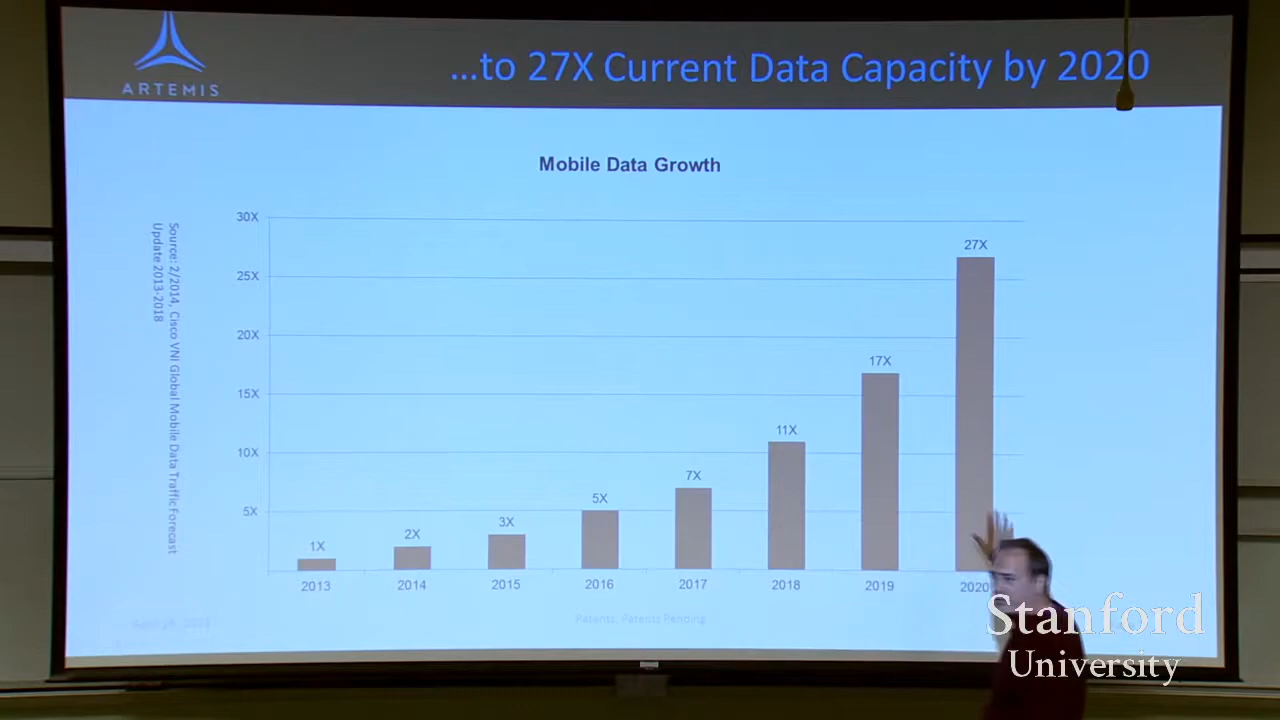 ARTEMIS
...to 27X Current Data Capacity by 2020
Mobile Data Growth
Source: 2/2014, Cisco VNI Global Mobile Data Traffic Forecast
Update 2013-2018
30X
25X
20X
15X
10X
5X
1X
2X
3X
5X
7X
11X
17X
27X
2013
2014
2015
2016
2017
2018
2019
2020
Patents, Patents Pending
Stanford
University